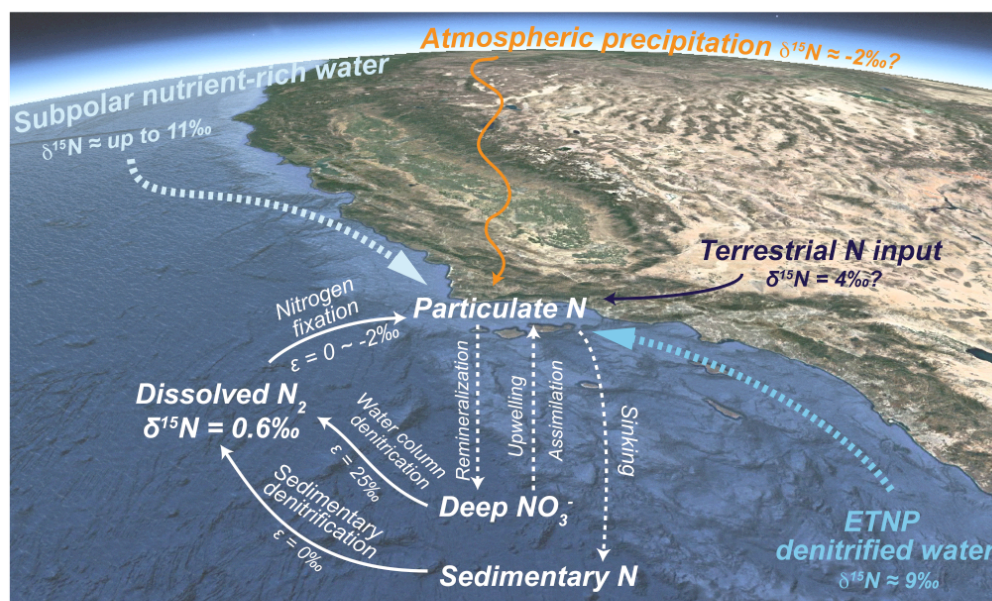 Atmospheric precipitation δ¹⁵N ≈ -2‰?
Subpolar nutrient-rich water
δ¹⁵N ≈ up to 11‰
Terrestrial N input
δ¹⁵N = 4‰?
Particulate N
Nitrogen
fixation
ε = 0 ~ -2‰
Dissolved N₂
δ¹⁵N = 0.6‰
Water column
denitrication
ε = 25‰
Sedimentary
denitrification
ε = 0‰
Remineralization
Upwelling
Assimilation
Sinking
Deep NO₃⁻
Sedimentary N
ETNP
denitrified water
δ¹⁵N ≈ 9‰